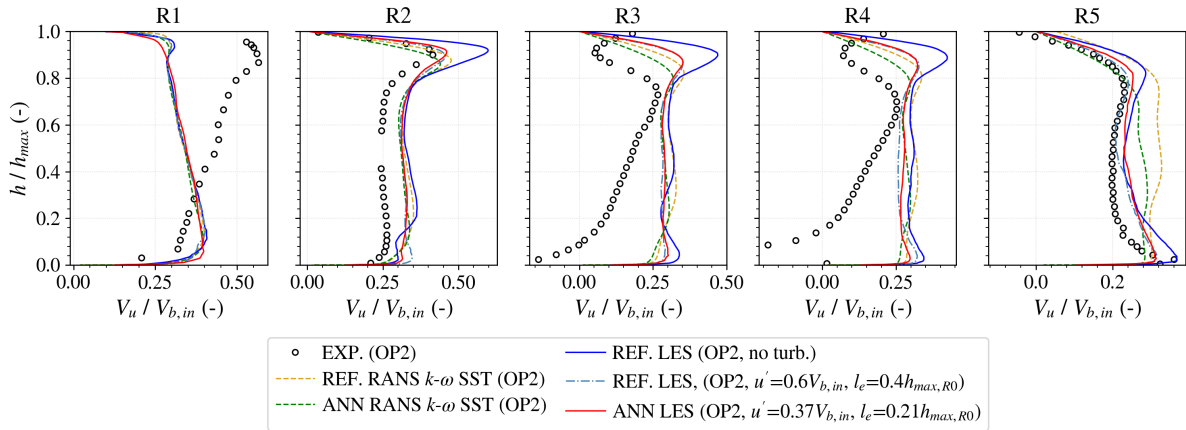 R1 R2 R3 R4 R5
h / h_max (-)
1.0
0.8
0.6
0.4
0.2
0.0
0.00 0.25 0.50 0.00 0.25 0.50 0.00 0.25 0.50 0.00 0.25 0.0 0.2
V_u / V_b,in (-) V_u / V_b,in (-) V_u / V_b,in (-) V_u / V_b,in (-) V_u / V_b,in (-)
EXP. (OP2)
REF. RANS k-ω SST (OP2)
ANN RANS k-ω SST (OP2)
REF. LES (OP2, no turb.)
REF. LES, (OP2, u′=0.6V_b,in, l_e=0.4h_max,R0)
ANN LES (OP2, u′=0.37V_b,in, l_e=0.21h_max,R0)